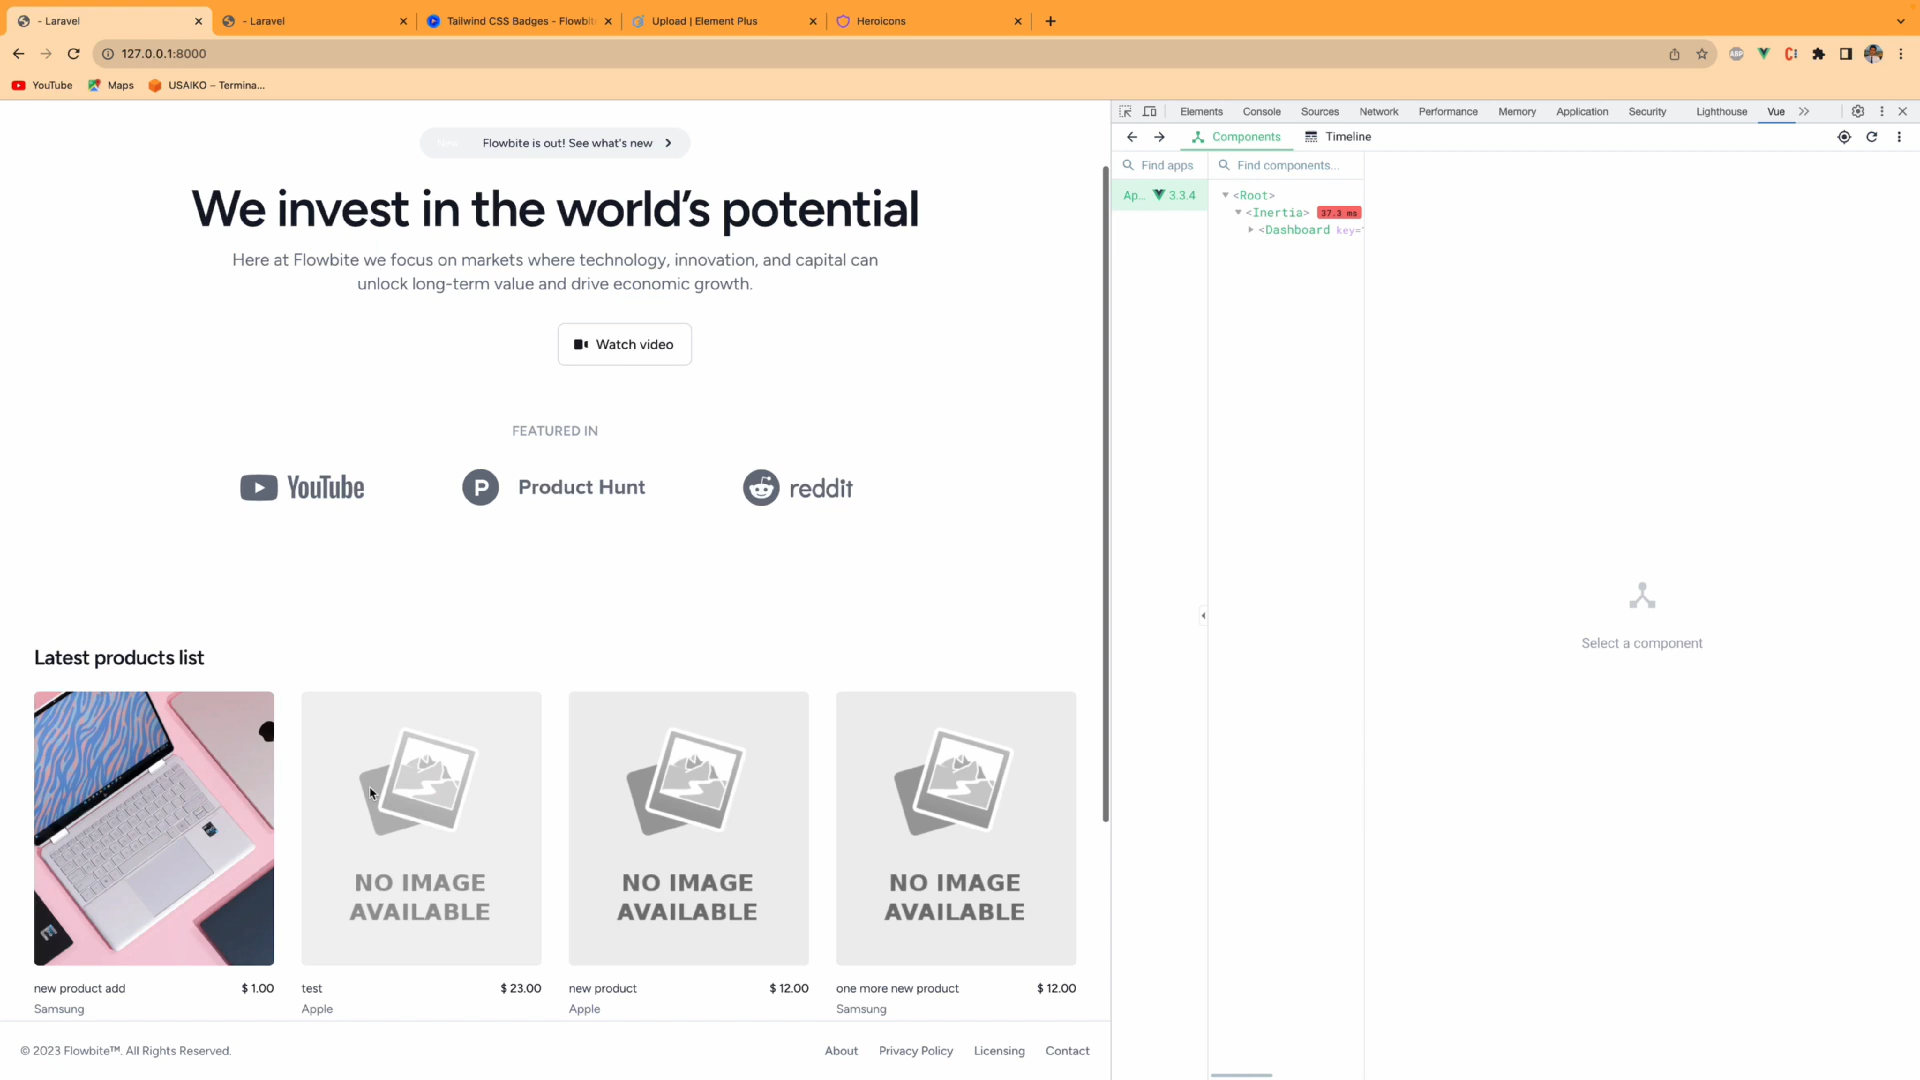 - Laravel
- Laravel
Tailwind CSS Badges - Flowbit
Upload | Element Plus
Heroicons
127.0.0.1:8000
ABP
YouTube
Maps
USAIKO – Termina...
New
Flowbite is out! See what's new
We invest in the world's potential
Here at Flowbite we focus on markets where technology, innovation, and capital can
unlock long-term value and drive economic growth.
Watch video
FEATURED IN
YouTube
P Product Hunt
reddit
Latest products list
NO IMAGE
AVAILABLE
NO IMAGE
AVAILABLE
NO IMAGE
AVAILABLE
new product add $ 1.00
Samsung
test $ 23.00
Apple
new product $ 12.00
Apple
one more new product $ 12.00
Samsung
© 2023 Flowbite™. All Rights Reserved.
About Privacy Policy Licensing Contact
Elements Console Sources Network Performance Memory Application Security Lighthouse Vue
Components Timeline
Find apps
Find components...
Ap... 3.3.4
<Root>
<Inertia> 37.3 ms
<Dashboard key=
Select a component